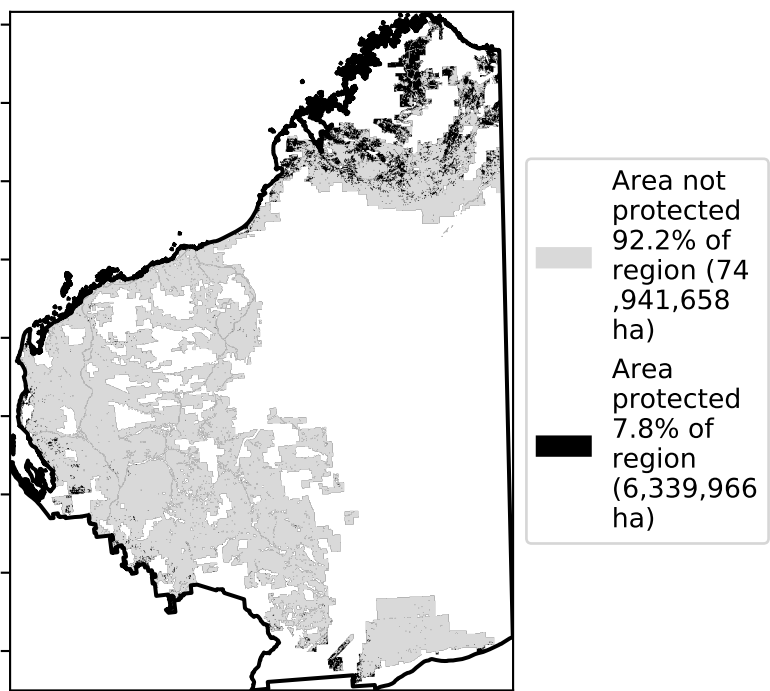 Area not
protected
92.2% of
region (74
,941,658
ha)
Area
protected
7.8% of
region
(6,339,966
ha)